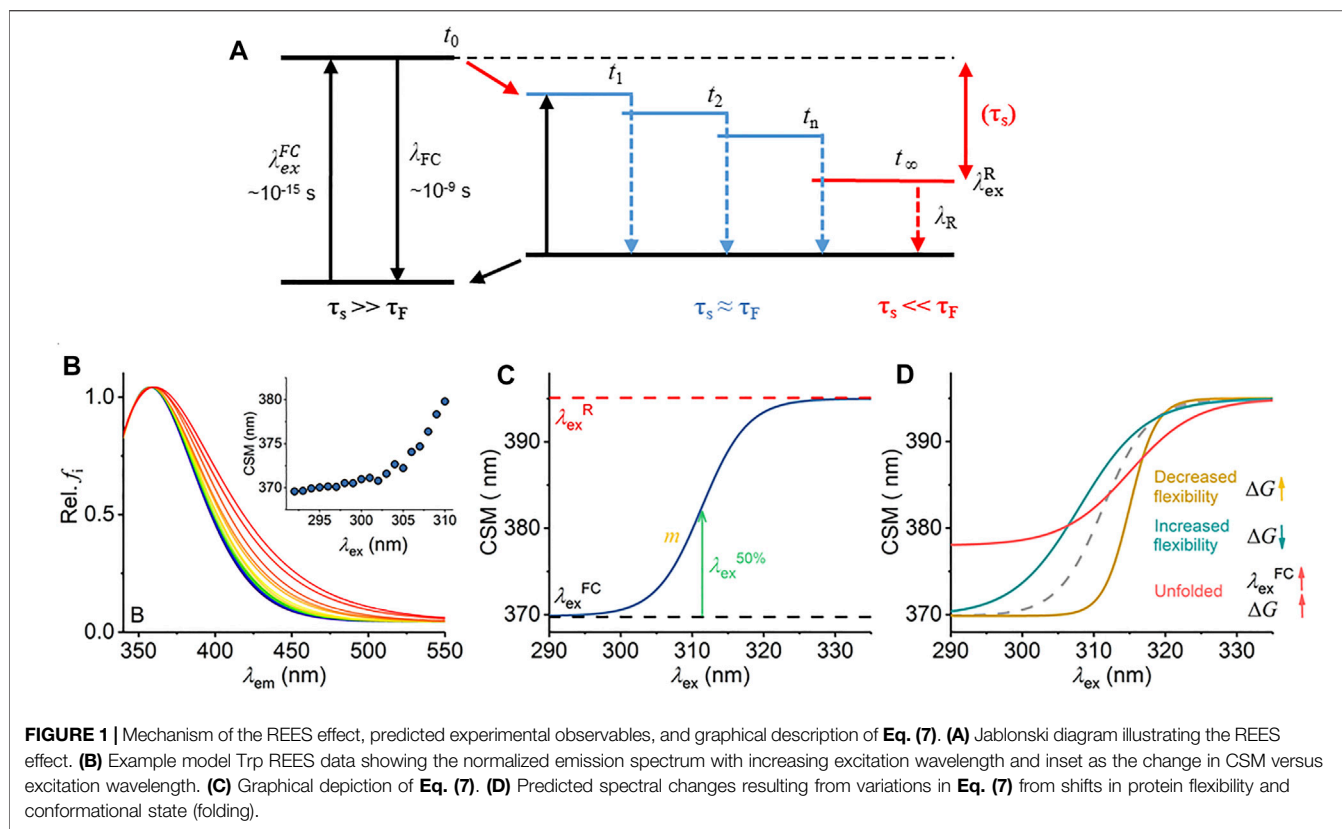 A
t₀
t₁
t₂
tₙ
t∞
(τₛ)
λₑₓᶠᶜ
~10⁻¹⁵ s
λFC
~10⁻⁹ s
λₑₓᴿ
λR
τₛ >> τF
τₛ ≈ τF
τₛ << τF
B
1.0
0.5
0.0
Rel. fᵢ
B
350
400
450
500
550
λem (nm)
380
375
370
CSM (nm)
295
300
305
310
λex (nm)
C
390
380
370
CSM ( nm)
λexᴿ
m
λex⁵⁰%
λexFC
290
300
310
320
330
λex (nm)
D
390
380
370
CSM ( nm)
Decreased
flexibility
ΔG
Increased
flexibility
ΔG
Unfolded
λexFC
ΔG
290
300
310
320
330
λex (nm)
FIGURE 1 | Mechanism of the REES effect, predicted experimental observables, and graphical description of Eq. (7). (A) Jablonski diagram illustrating the REES
effect. (B) Example model Trp REES data showing the normalized emission spectrum with increasing excitation wavelength and inset as the change in CSM versus
excitation wavelength. (C) Graphical depiction of Eq. (7). (D) Predicted spectral changes resulting from variations in Eq. (7) from shifts in protein flexibility and
conformational state (folding).